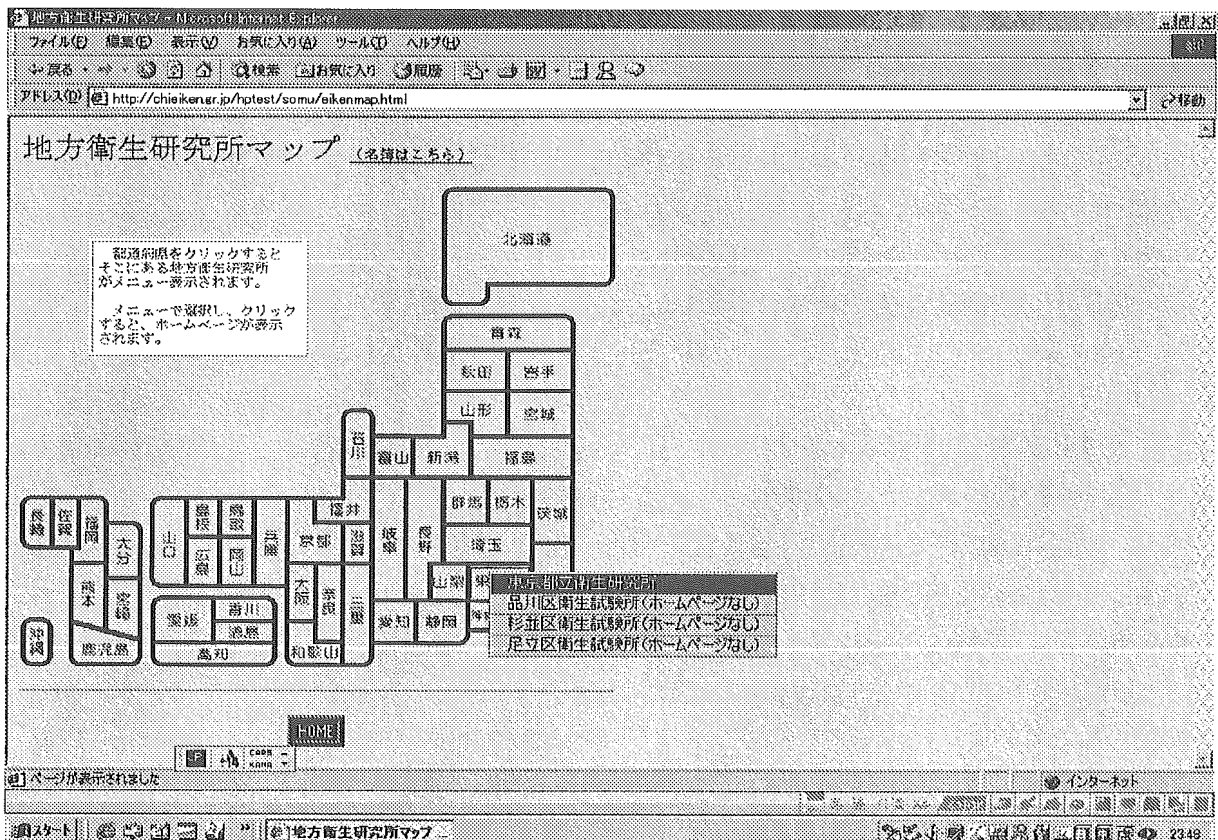 地方衛生研究所マップ - Microsoft Internet Explorer
ファイル(F) 編集(E) 表示(V) お気に入り(A) ツール(T) ヘルプ(H)
戻る 検索 お気に入り 履歴
アドレス(D) http://chieiken.gr.jp/hptest/somu/eikenmap.html 移動
地方衛生研究所マップ (名簿はこちら)
北海道
都道府県をクリックすると
そこにある地方衛生研究所
がメニュー表示されます。
メニューで選択し、クリック
すると、ホームページが表示
されます。
青森
秋田 岩手
山形 宮城
石川 富山 新潟 福島
群馬 栃木 茨城
長崎 佐賀 福岡 大分
山口 島根 鳥取 兵庫 京都 福井 滋賀 岐阜 長野 埼玉
広島 岡山
熊本 宮崎 大阪 奈良 三重 山梨
東京都立衛生研究所
品川区衛生試験所(ホームページなし)
杉並区衛生試験所(ホームページなし)
足立区衛生試験所(ホームページなし)
愛媛 香川 愛知 静岡
徳島
沖縄 鹿児島 高知 和歌山
HOME
CAPS
KANA
ページが表示されました インターネット
スタート 地方衛生研究所マップ ... 23:49